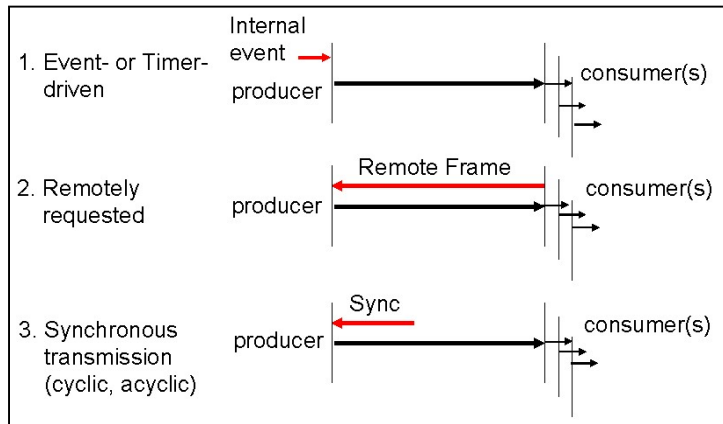 Internal
event
1. Event- or Timer-
driven
producer
consumer(s)
Remote Frame
2. Remotely
requested
producer
consumer(s)
Sync
3. Synchronous
transmission
(cyclic, acyclic)
producer
consumer(s)